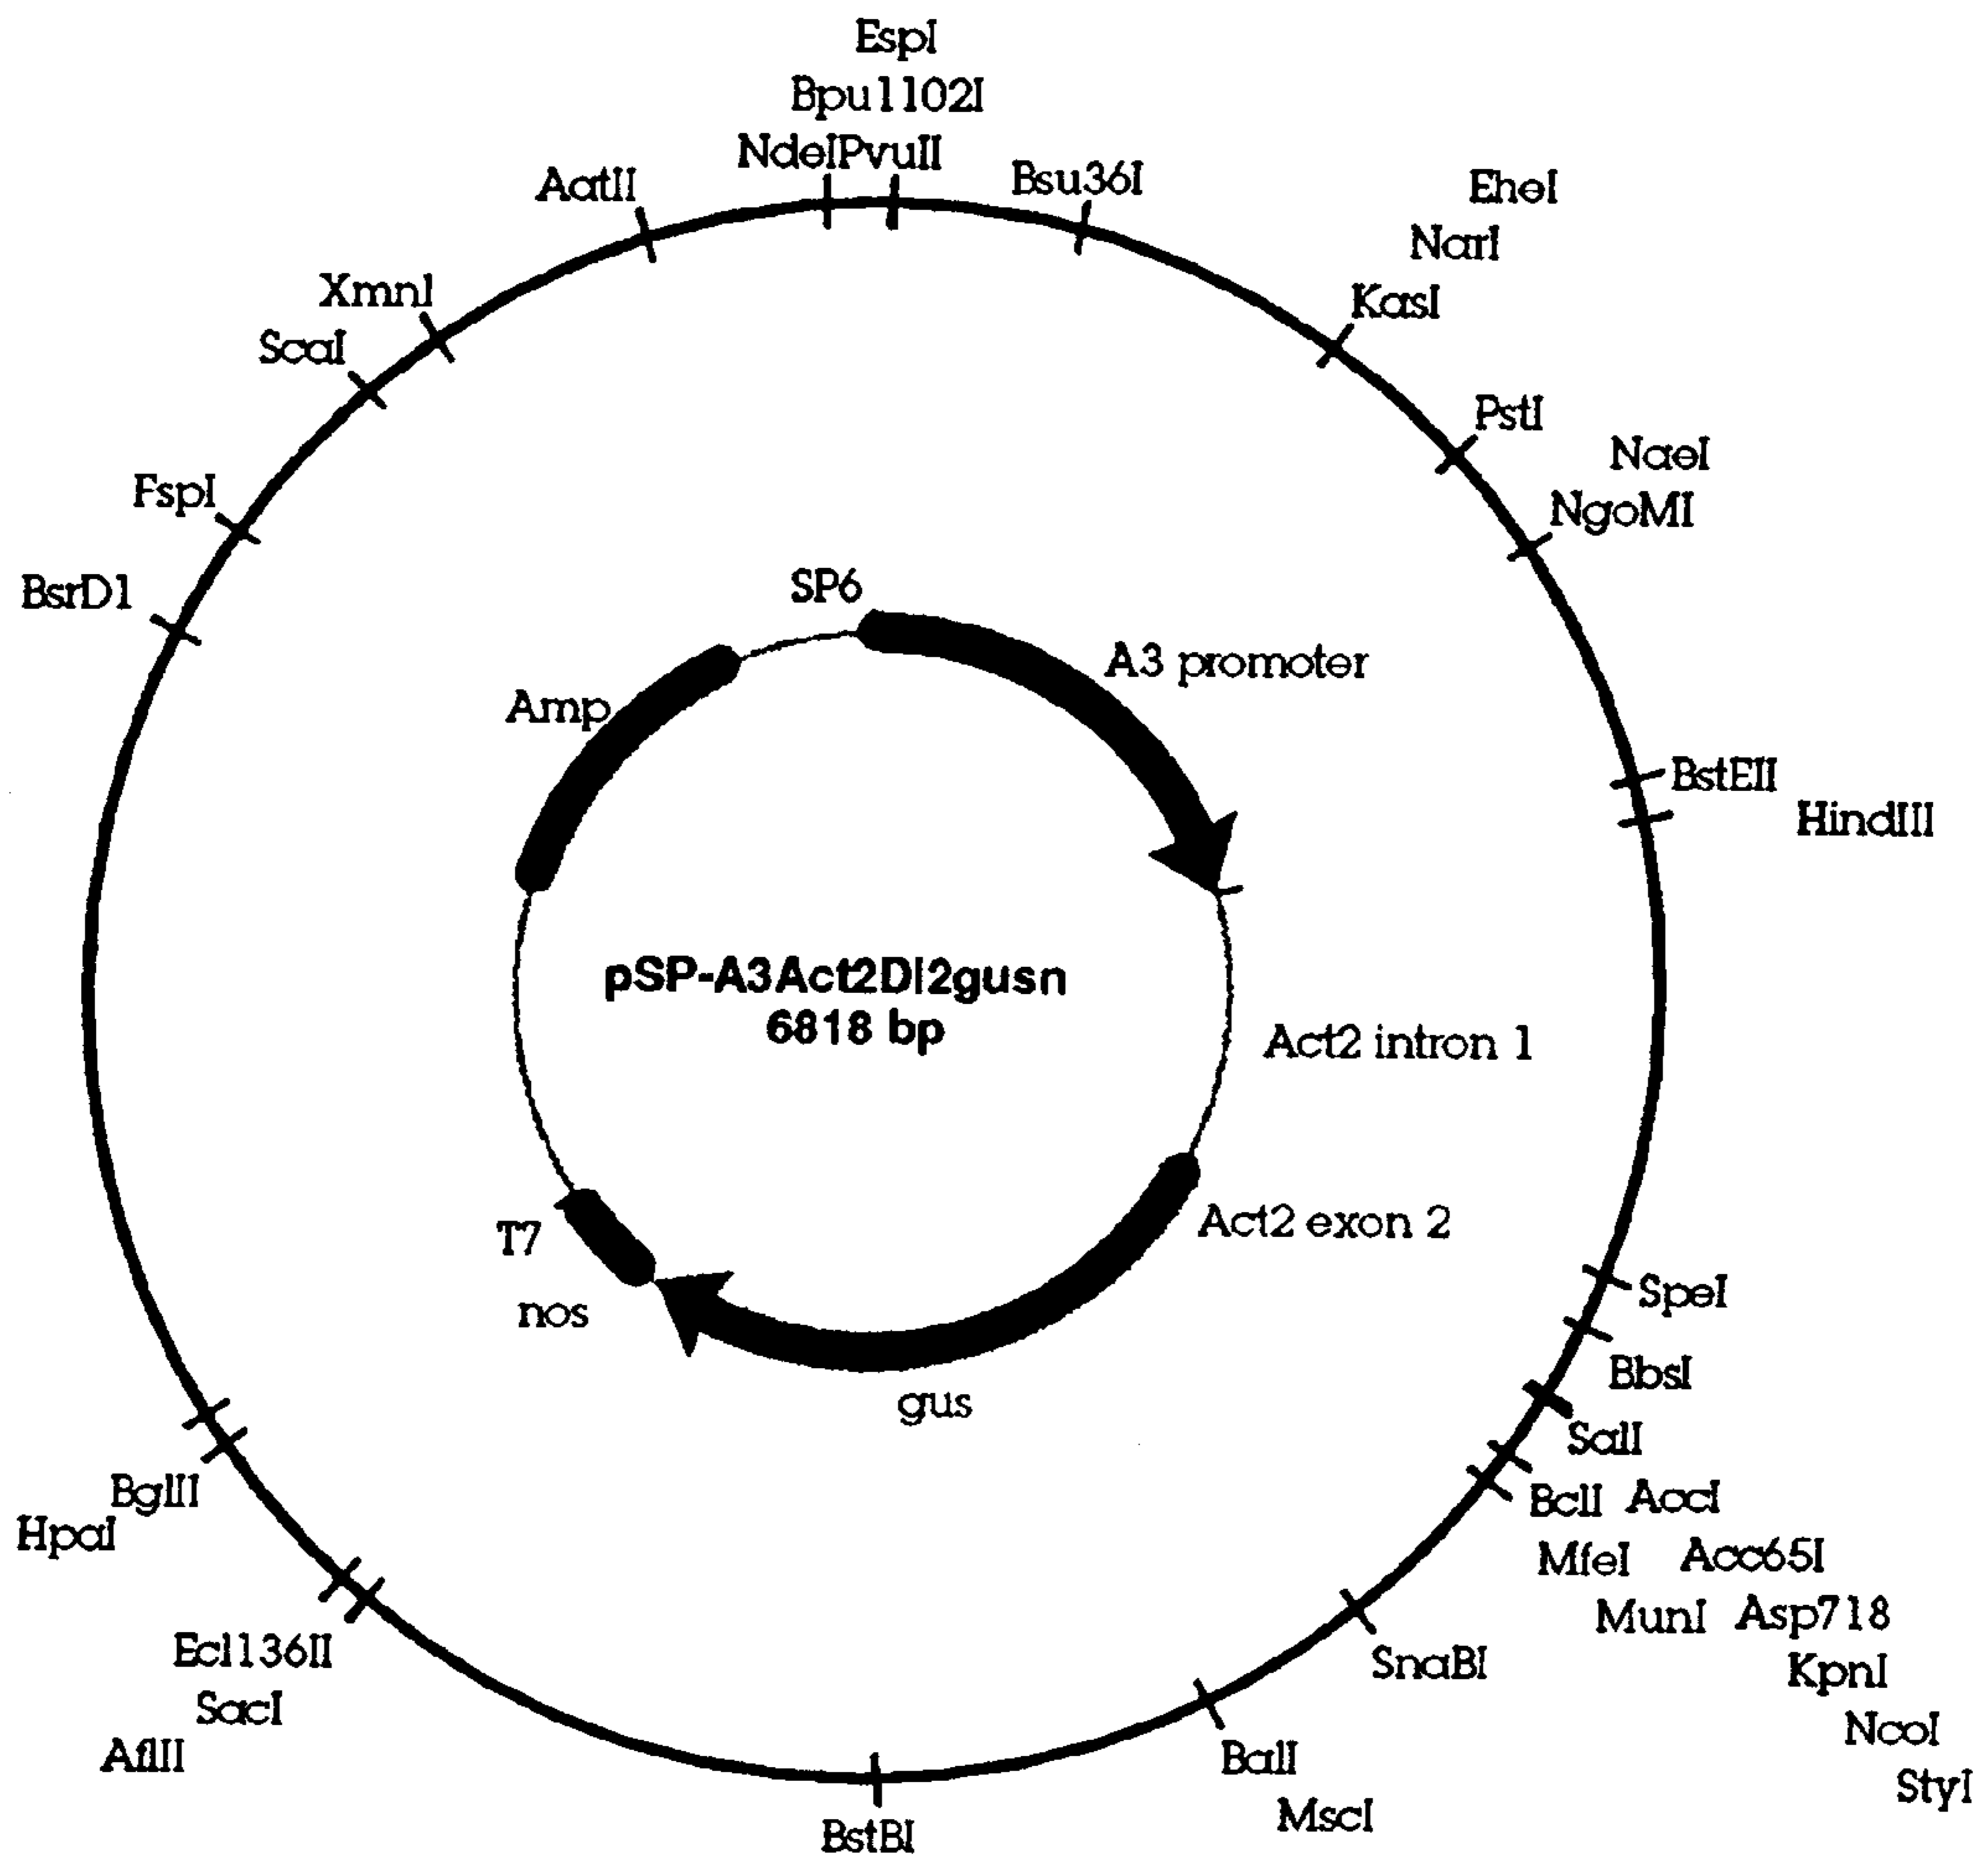 EspI
Bpu1102I
NdeIPvuII
AatII
Bsu36I
EheI
NarI
KasI
XmnI
ScaI
PstI
NaeI
NgoMI
FspI
BsrD1
SP6
A3 promoter
Amp
BstEII
HindIII
pSP-A3Act2DI2gusn
6818 bp
Act2 intron 1
Act2 exon 2
T7
nos
gus
SpeI
BbsI
SalI
BclI AccI
MfeI Acc65I
MunI Asp718
KpnI
NcoI
StyI
SnaBI
BalI
MscI
BstBI
BglII
HpaI
Ecl136II
SacI
AflII